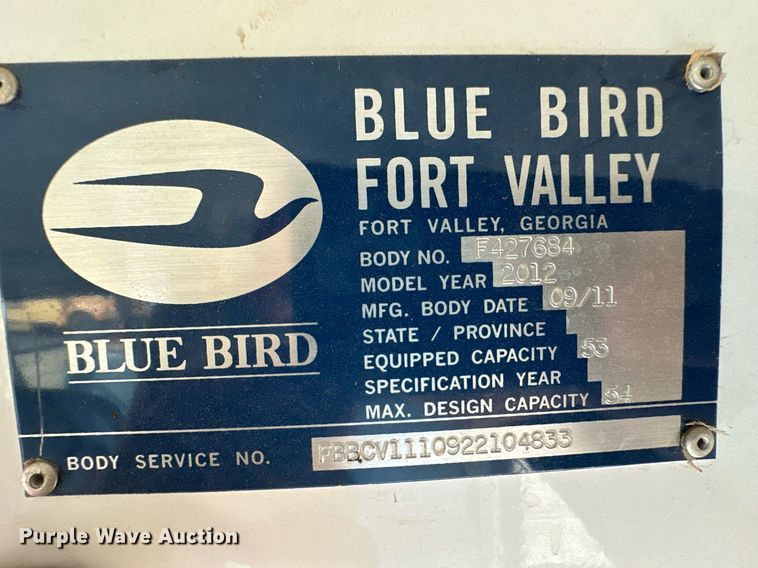 BLUE BIRD
FORT VALLEY
FORT VALLEY, GEORGIA
BODY NO. F427684
MODEL YEAR 2012
MFG. BODY DATE 09/11
STATE / PROVINCE
EQUIPPED CAPACITY 53
SPECIFICATION YEAR
MAX. DESIGN CAPACITY 54
BLUE BIRD
BODY SERVICE NO. FBBCV1110922104833
Purple Wave Auction